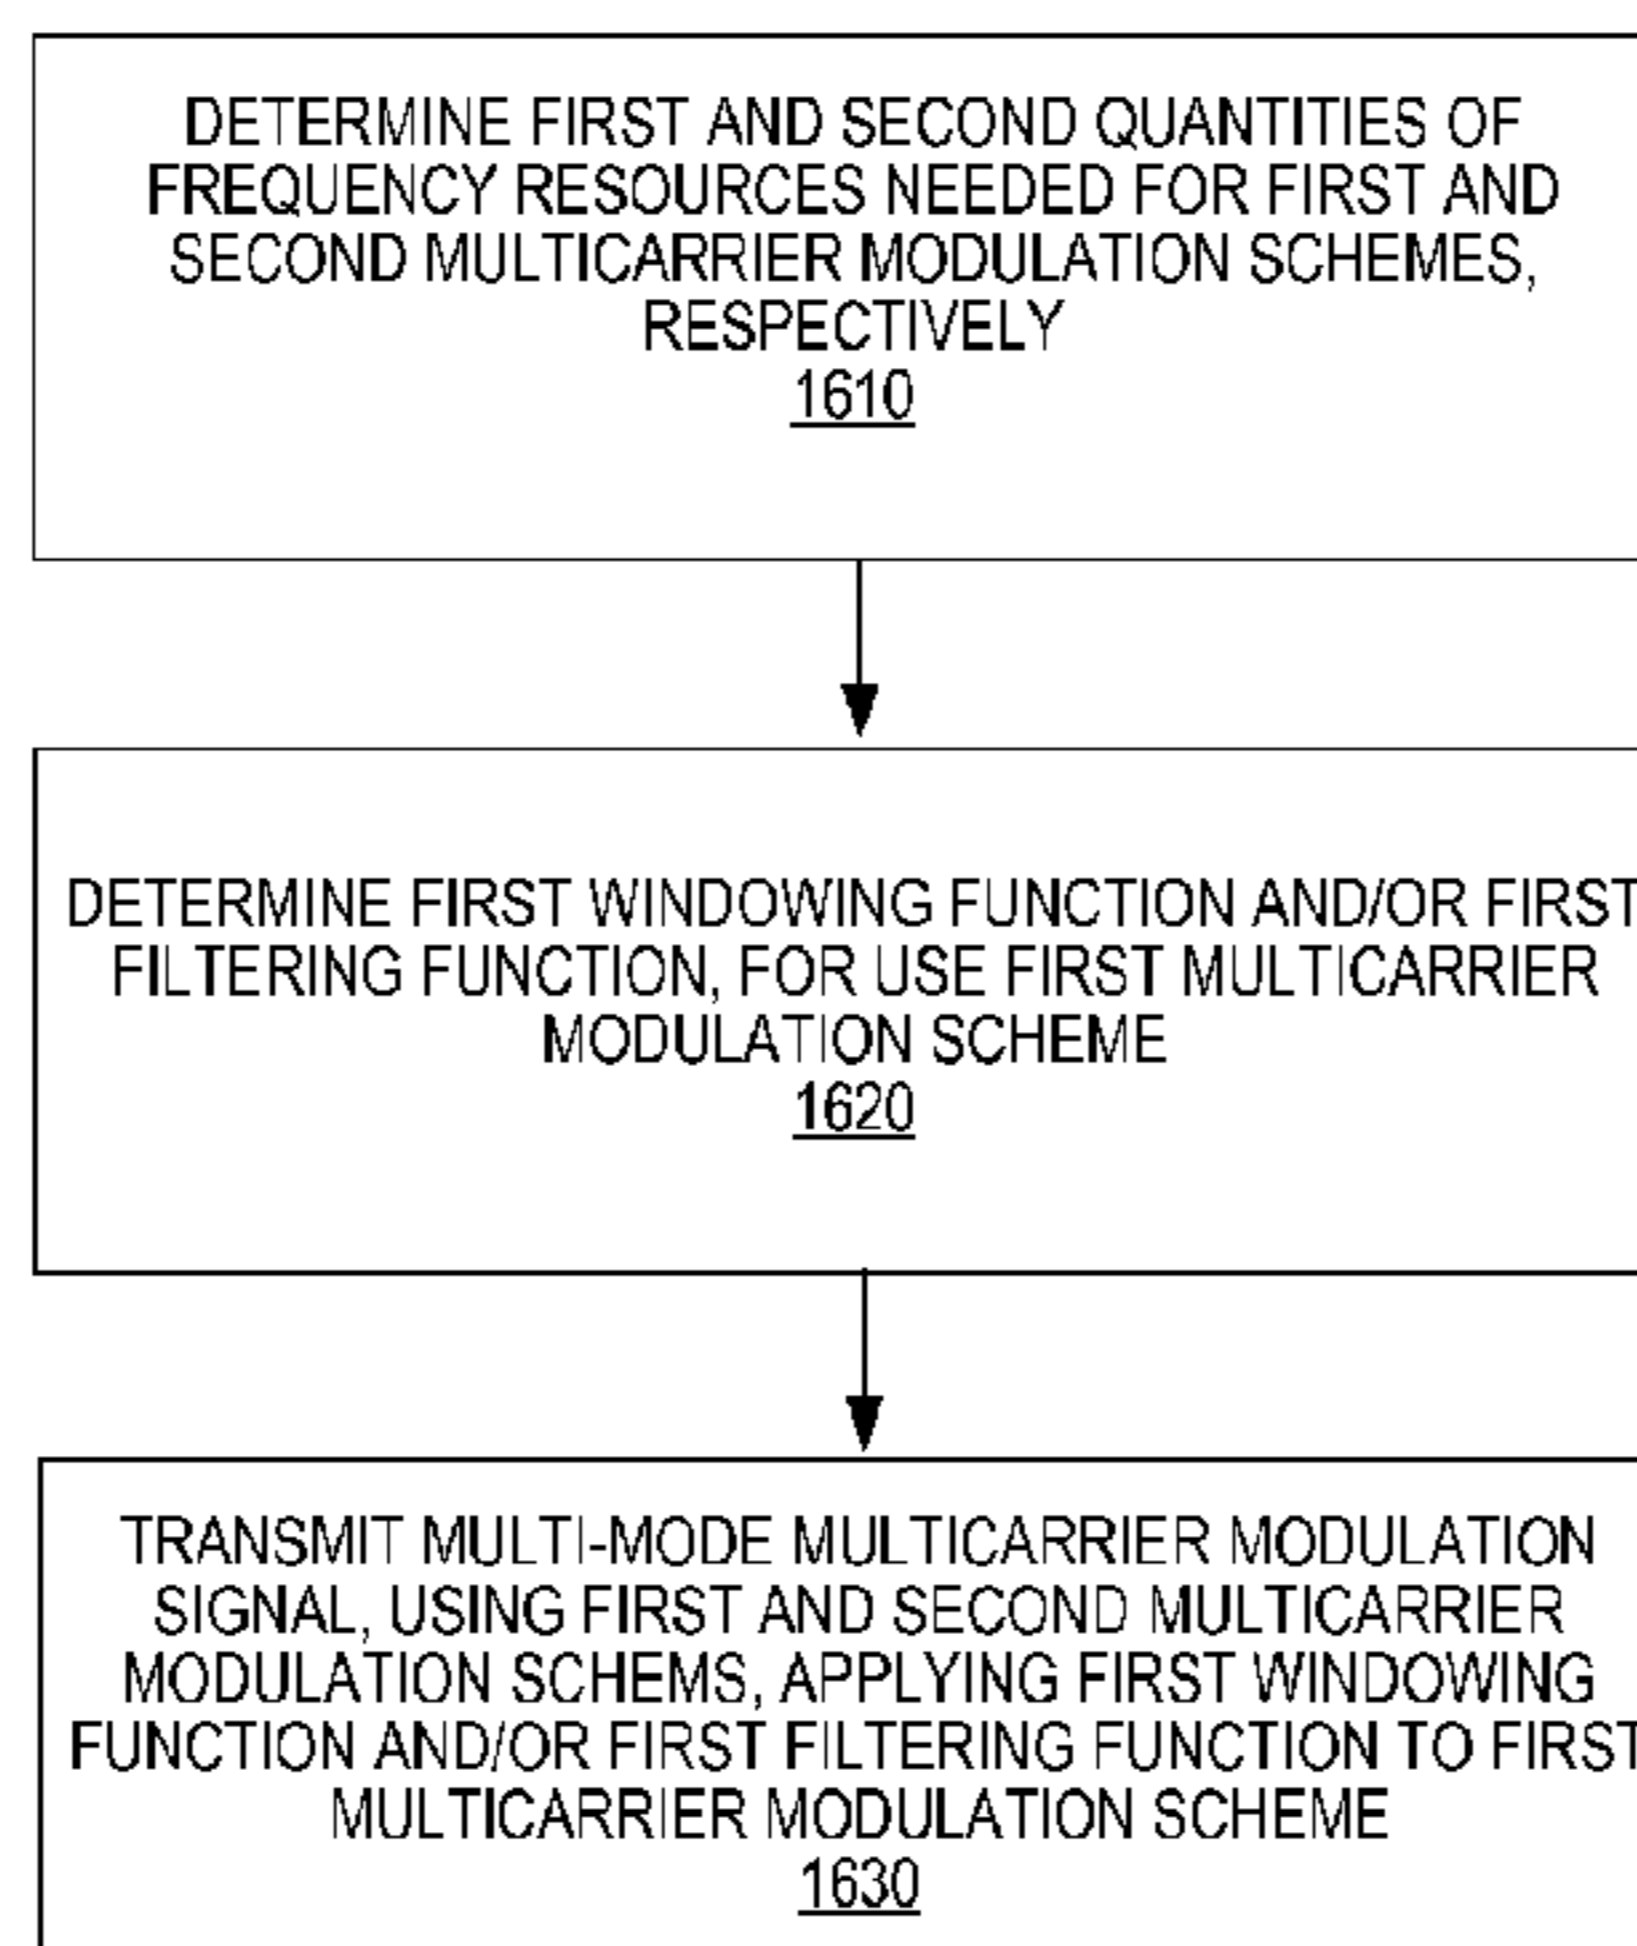 DETERMINE FIRST AND SECOND QUANTITIES OF
FREQUENCY RESOURCES NEEDED FOR FIRST AND
SECOND MULTICARRIER MODULATION SCHEMES,
RESPECTIVELY
1610
DETERMINE FIRST WINDOWING FUNCTION AND/OR FIRST
FILTERING FUNCTION, FOR USE FIRST MULTICARRIER
MODULATION SCHEME
1620
TRANSMIT MULTI-MODE MULTICARRIER MODULATION
SIGNAL, USING FIRST AND SECOND MULTICARRIER
MODULATION SCHEMS, APPLYING FIRST WINDOWING
FUNCTION AND/OR FIRST FILTERING FUNCTION TO FIRST
MULTICARRIER MODULATION SCHEME
1630